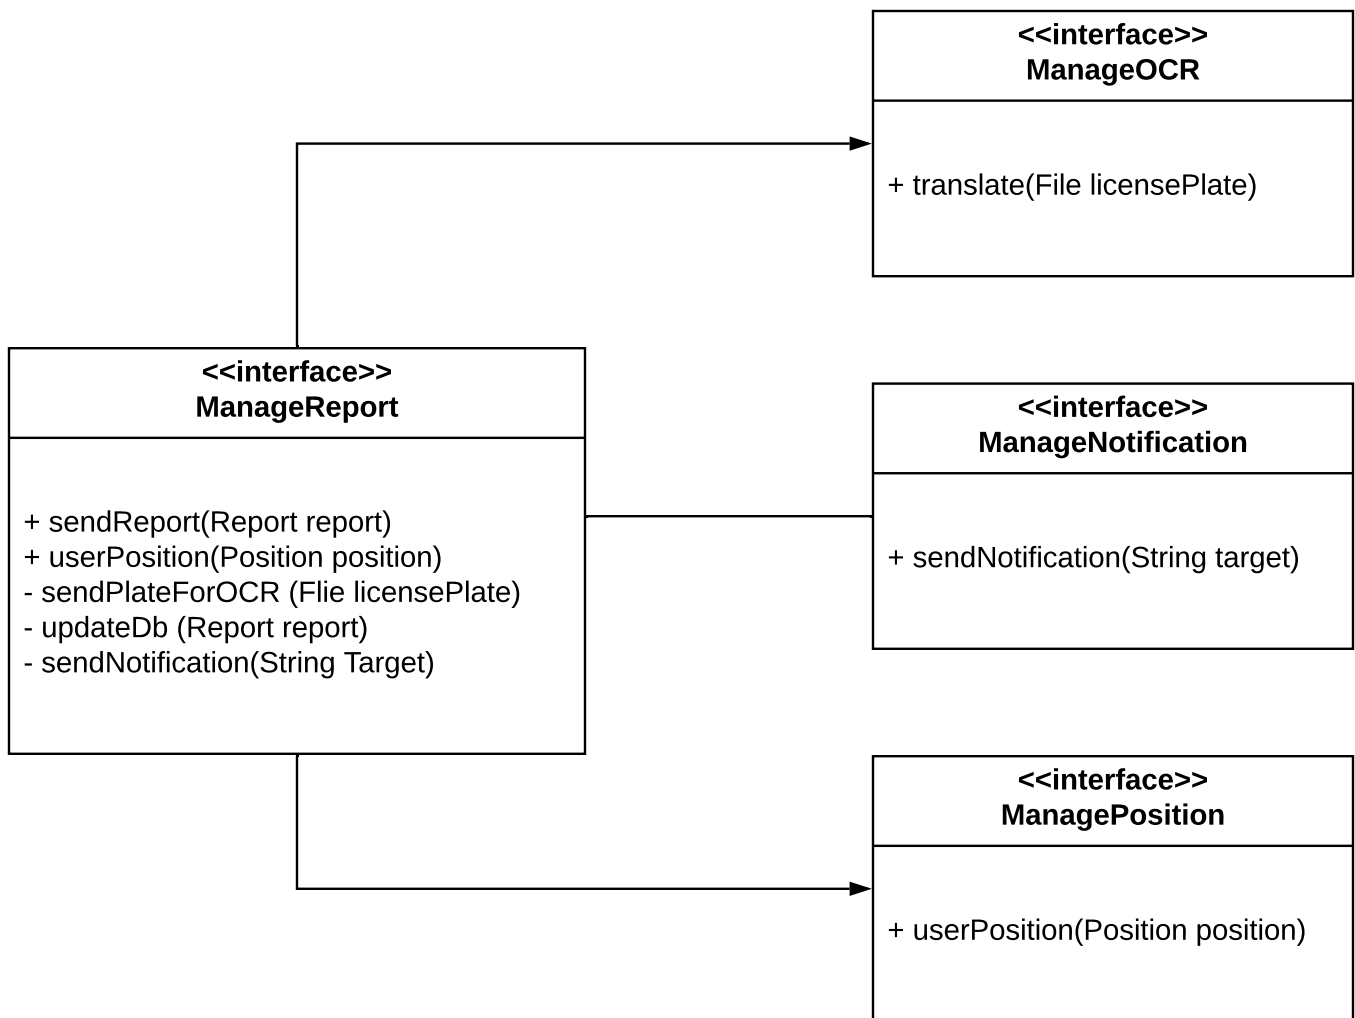 <<interface>>
ManageOCR
+ translate(File licensePlate)
<<interface>>
ManageReport
+ sendReport(Report report)
+ userPosition(Position position)
- sendPlateForOCR (Flie licensePlate)
- updateDb (Report report)
- sendNotification(String Target)
<<interface>>
ManageNotification
+ sendNotification(String target)
<<interface>>
ManagePosition
+ userPosition(Position position)